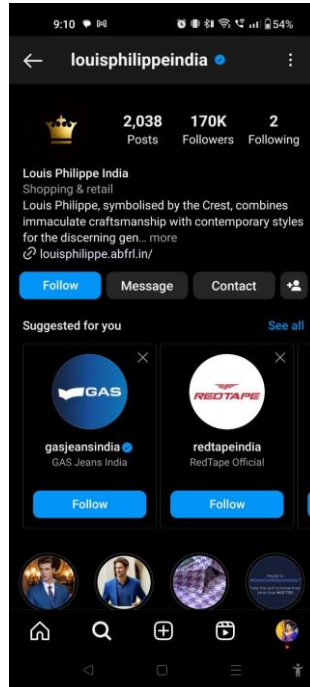 9:10
54%
louisphilippeindia
2,038 170K 2
Posts Followers Following
Louis Philippe India
Shopping & retail
Louis Philippe, symbolised by the Crest, combines
immaculate craftsmanship with contemporary styles
for the discerning gen... more
louisphilippe.abfrl.in/
Follow Message Contact
Suggested for you See all
GAS
REDTAPE
gasjeansindia redtapeindia
GAS Jeans India RedTape Official
Follow Follow